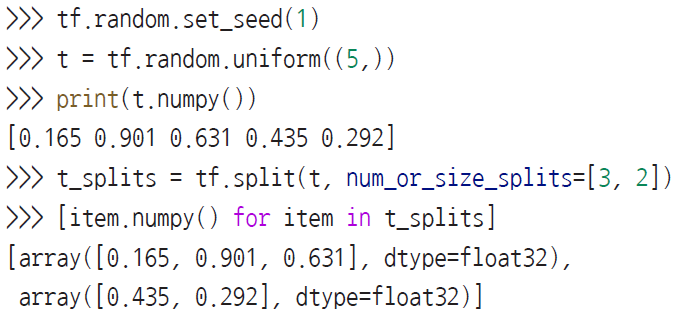 >>> tf.random.set_seed(1)
>>> t = tf.random.uniform((5,))
>>> print(t.numpy())
[0.165 0.901 0.631 0.435 0.292]
>>> t_splits = tf.split(t, num_or_size_splits=[3, 2])
>>> [item.numpy() for item in t_splits]
[array([0.165, 0.901, 0.631], dtype=float32),
 array([0.435, 0.292], dtype=float32)]